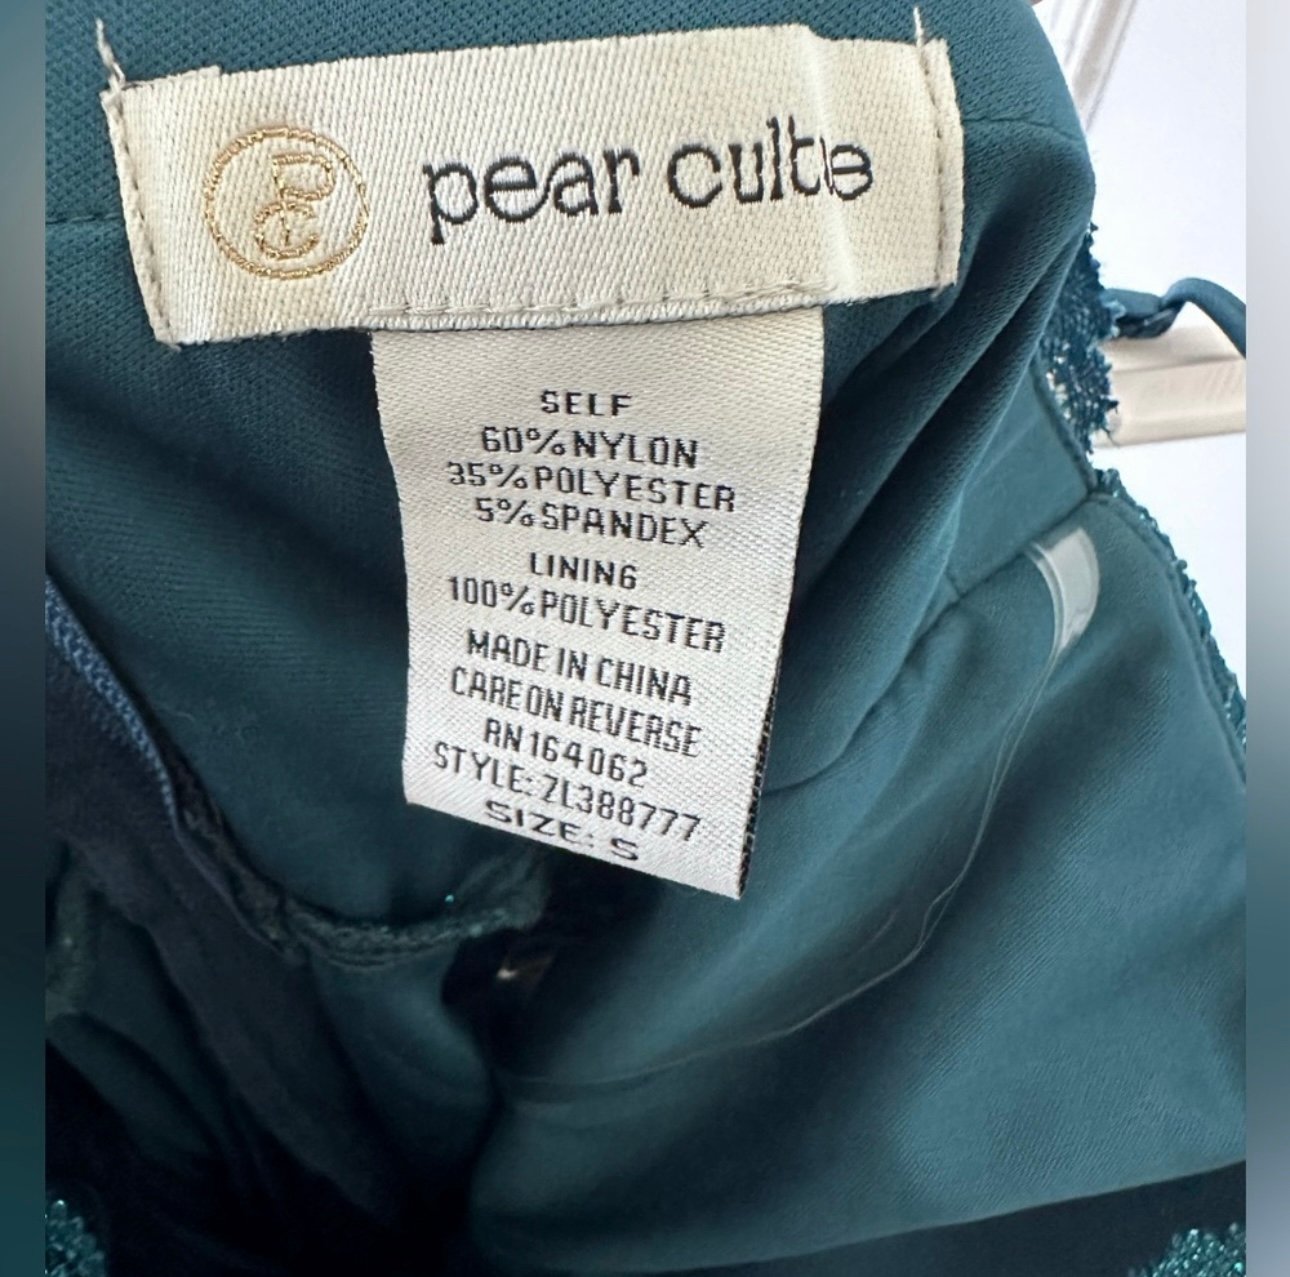 pear culture
SELF
60% NYLON
35% POLYESTER
5% SPANDEX
LINING
100% POLYESTER
MADE IN CHINA
CARE ON REVERSE
RN 164062
STYLE: ZL388777
SIZE: S